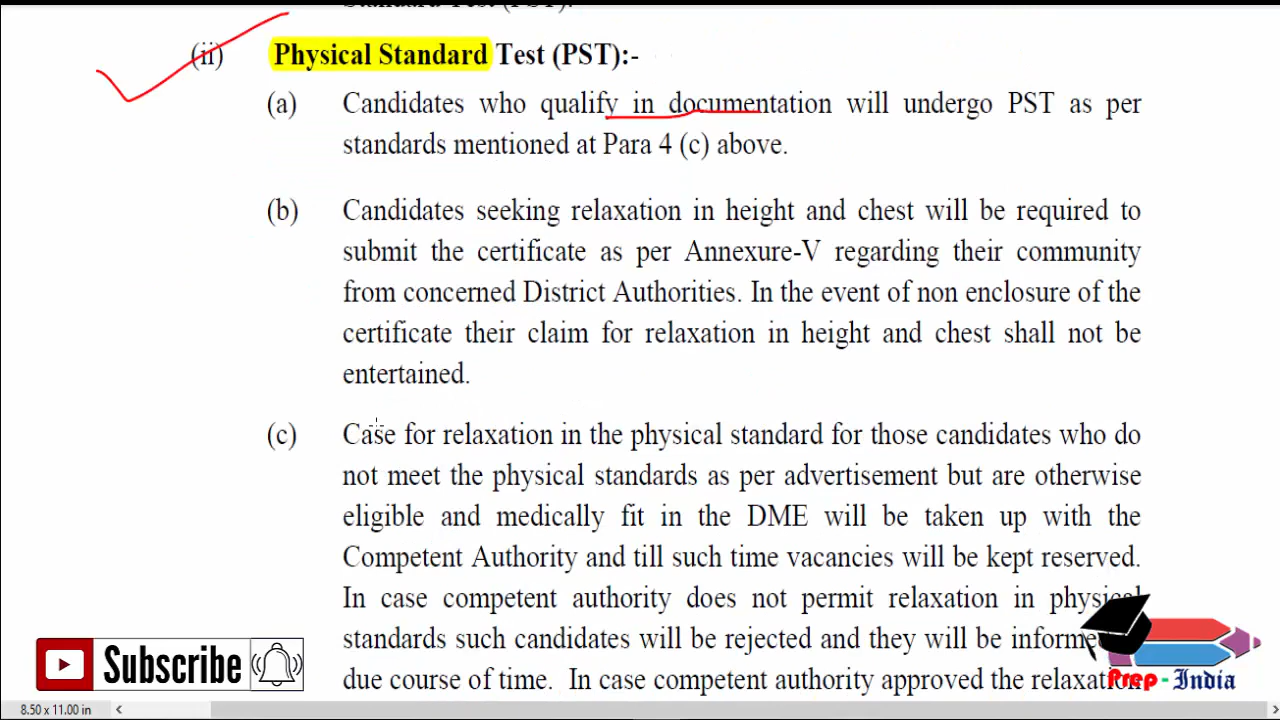 Standard Test (PST).
(ii) Physical Standard Test (PST):-
(a) Candidates who qualify in documentation will undergo PST as per
standards mentioned at Para 4 (c) above.
(b) Candidates seeking relaxation in height and chest will be required to
submit the certificate as per Annexure-V regarding their community
from concerned District Authorities. In the event of non enclosure of the
certificate their claim for relaxation in height and chest shall not be
entertained.
(c) Case for relaxation in the physical standard for those candidates who do
not meet the physical standards as per advertisement but are otherwise
eligible and medically fit in the DME will be taken up with the
Competent Authority and till such time vacancies will be kept reserved.
In case competent authority does not permit relaxation in physical
standards such candidates will be rejected and they will be informed
due course of time. In case competent authority approved the relaxation
Subscribe
Prep - India
8.50 x 11.00 in